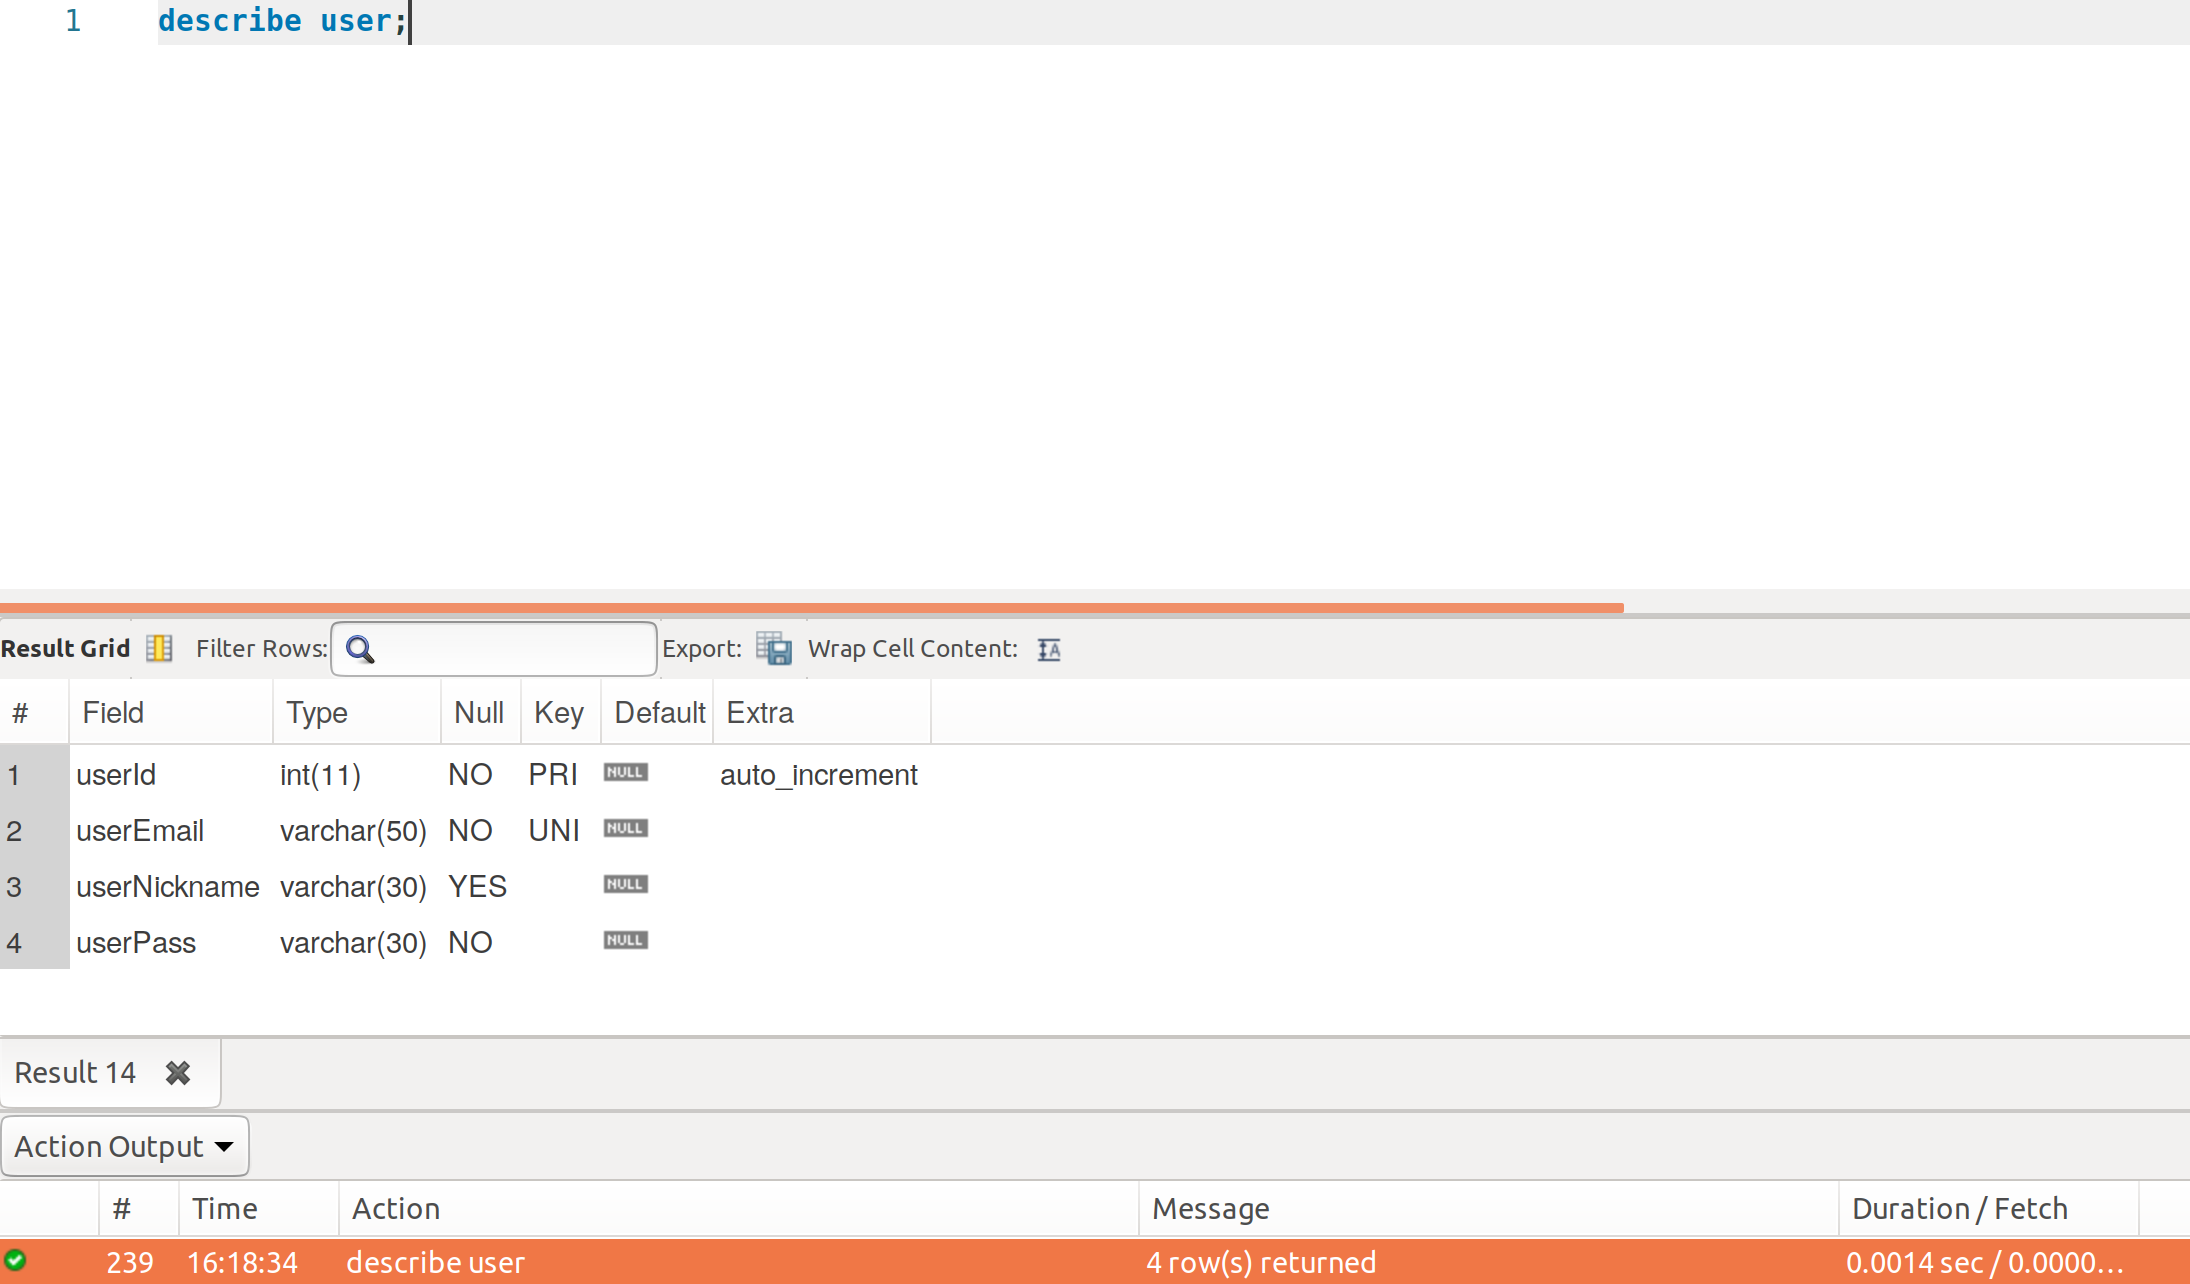 1 describe user;
Result Grid Filter Rows: Export: Wrap Cell Content:
# Field Type Null Key Default Extra
1 userId int(11) NO PRI NULL auto_increment
2 userEmail varchar(50) NO UNI NULL
3 userNickname varchar(30) YES NULL
4 userPass varchar(30) NO NULL
Result 14
Action Output
# Time Action Message Duration / Fetch
239 16:18:34 describe user 4 row(s) returned 0.0014 sec / 0.0000...